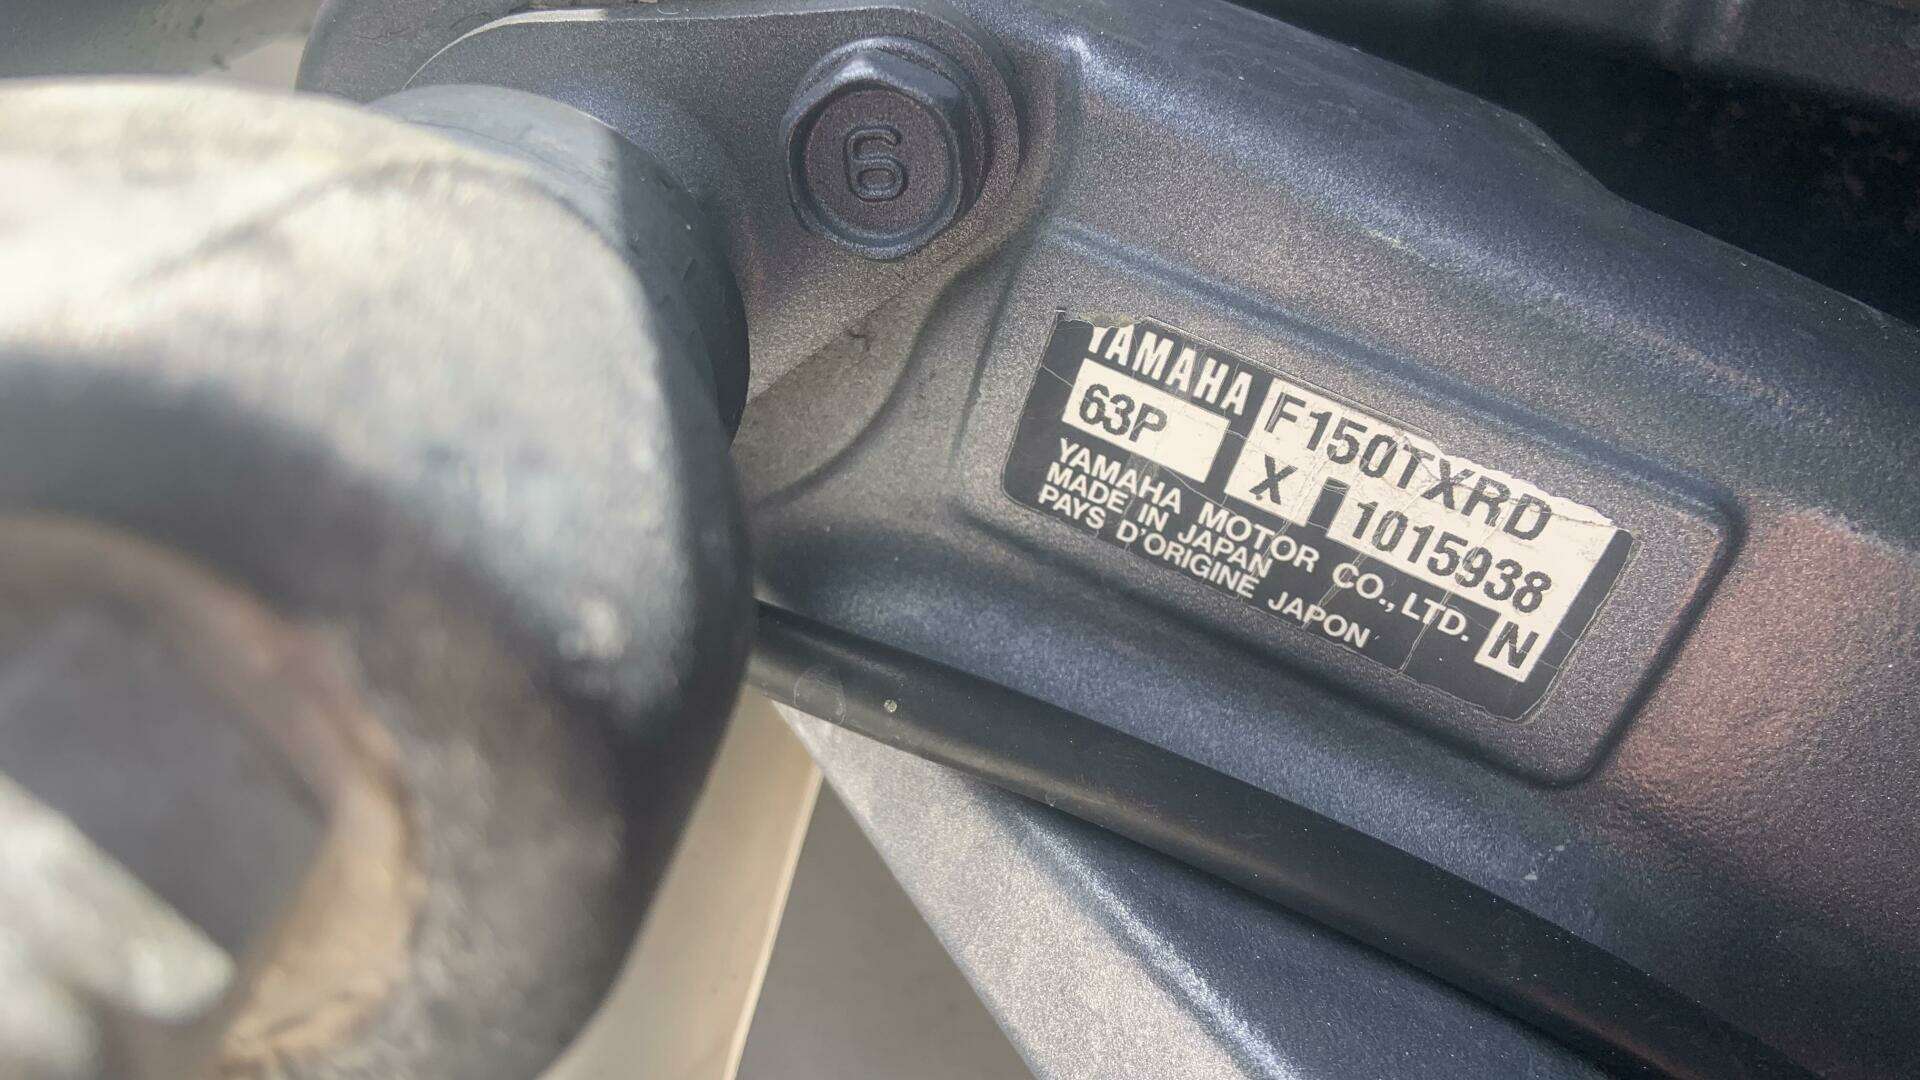 6
YAMAHA F150TXRD
63P X 1015938
YAMAHA MOTOR CO., LTD.
MADE IN JAPAN
PAYS D'ORIGINE JAPON N